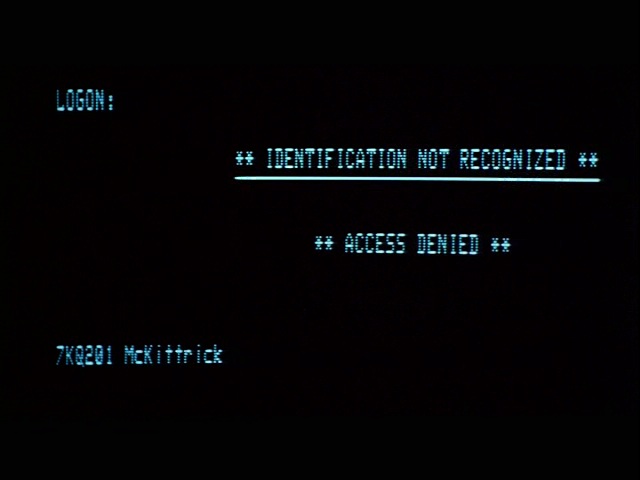 LOGON:
** IDENTIFICATION NOT RECOGNIZED **
** ACCESS DENIED **
7KQ201 McKittrick